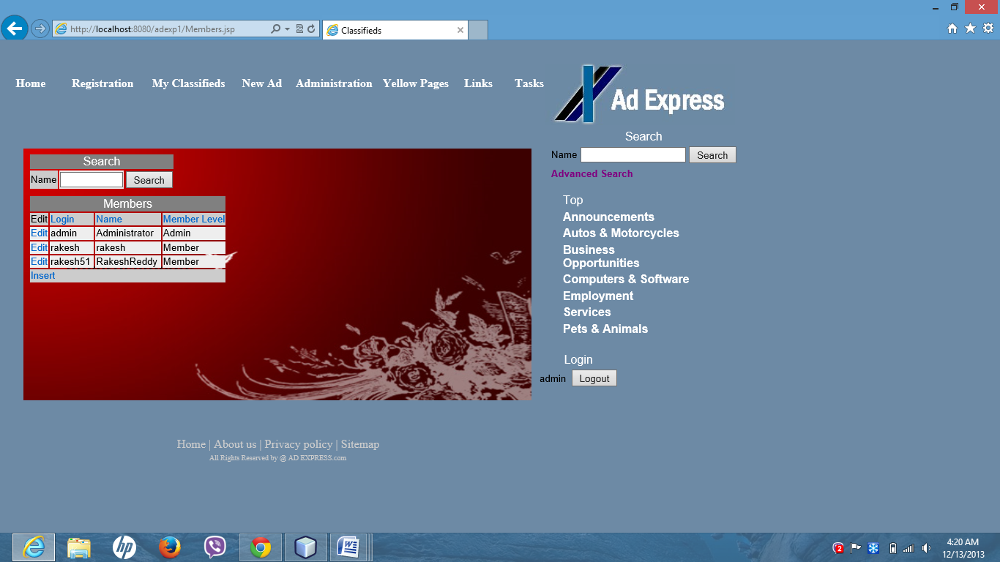 http://localhost:8080/adexp1/Members.jsp
Classifieds
Home Registration My Classifieds New Ad Administration Yellow Pages Links Tasks
Ad Express
Search
Name Search
Advanced Search
Search
Name Search
Members
Edit Login Name Member Level
Edit admin Administrator Admin
Edit rakesh rakesh Member
Edit rakesh51 RakeshReddy Member
Insert
Top
Announcements
Autos & Motorcycles
Business
Opportunities
Computers & Software
Employment
Services
Pets & Animals
Login
admin Logout
Home | About us | Privacy policy | Sitemap
All Rights Reserved by @ AD EXPRESS.com
hp
2
4:20 AM
12/13/2013